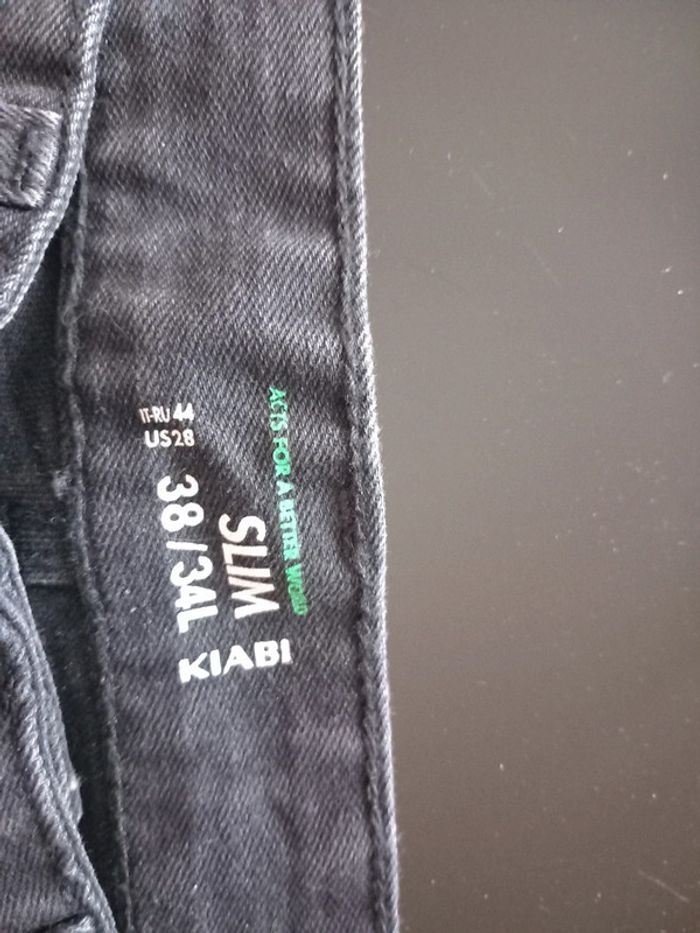 ACTS FOR A BETTER WORLD
SLIM
38/34L
IT-RU 44
US28
KIABI